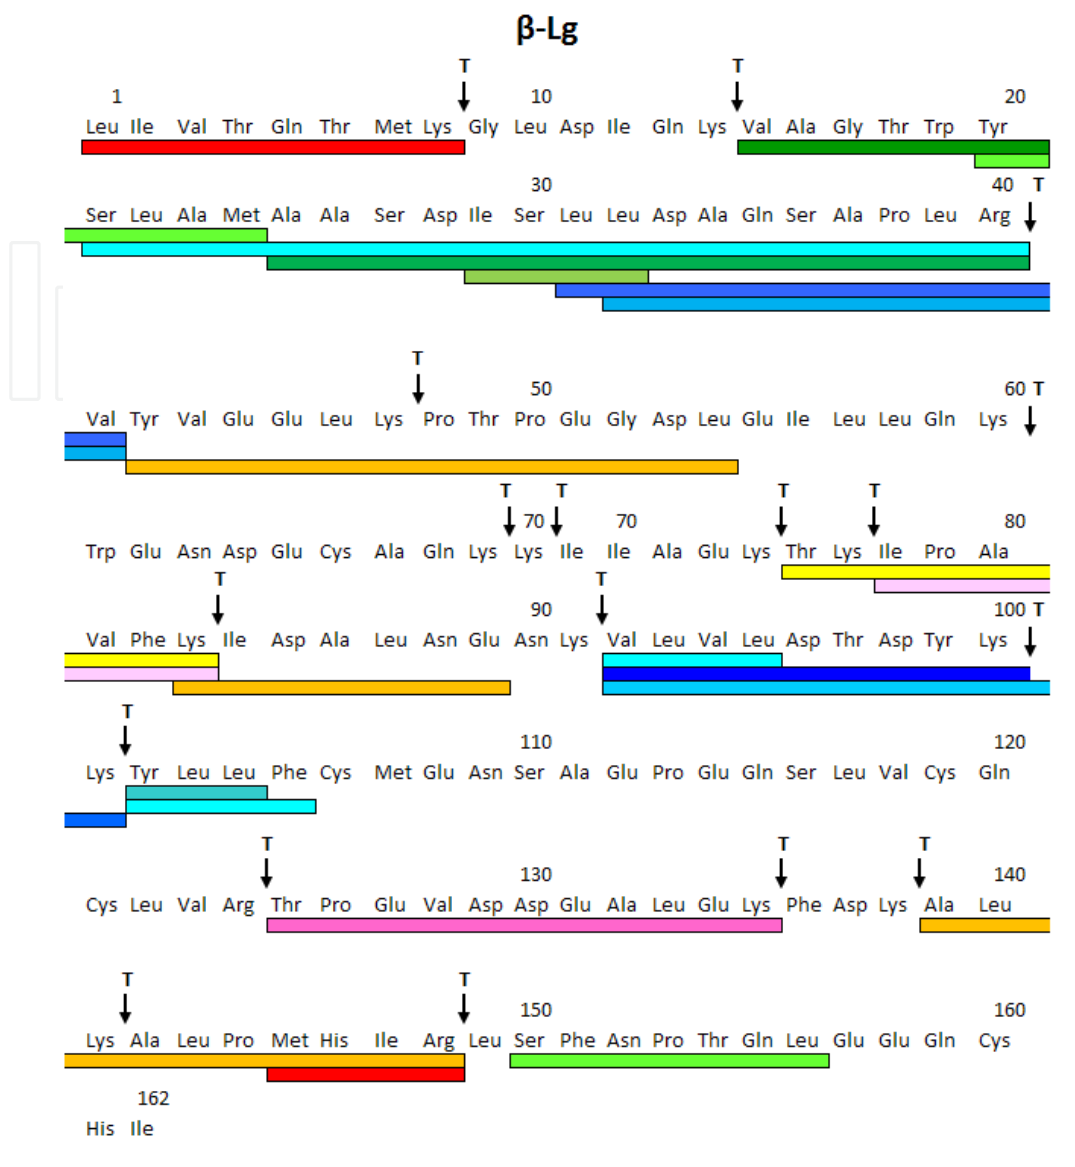 β-Lg
T T
1 10 20
Leu Ile Val Thr Gln Thr Met Lys Gly Leu Asp Ile Gln Lys Val Ala Gly Thr Trp Tyr
30 40 T
Ser Leu Ala Met Ala Ala Ser Asp Ile Ser Leu Leu Asp Ala Gln Ser Ala Pro Leu Arg
T
50 60 T
Val Tyr Val Glu Glu Leu Lys Pro Thr Pro Glu Gly Asp Leu Glu Ile Leu Leu Gln Lys
T T T T
70 70 80
Trp Glu Asn Asp Glu Cys Ala Gln Lys Lys Ile Ile Ala Glu Lys Thr Lys Ile Pro Ala
T T
90 100 T
Val Phe Lys Ile Asp Ala Leu Asn Glu Asn Lys Val Leu Val Leu Asp Thr Asp Tyr Lys
T
110 120
Lys Tyr Leu Leu Phe Cys Met Glu Asn Ser Ala Glu Pro Glu Gln Ser Leu Val Cys Gln
T T T
130 140
Cys Leu Val Arg Thr Pro Glu Val Asp Asp Glu Ala Leu Glu Lys Phe Asp Lys Ala Leu
T T
150 160
Lys Ala Leu Pro Met His Ile Arg Leu Ser Phe Asn Pro Thr Gln Leu Glu Glu Gln Cys
162
His Ile